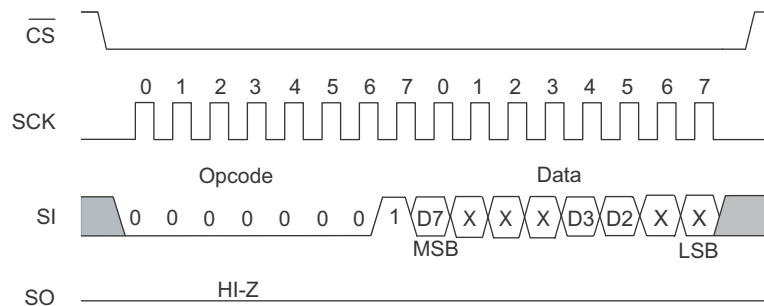 CS
0 1 2 3 4 5 6 7 0 1 2 3 4 5 6 7
SCK
Opcode Data
SI 0 0 0 0 0 0 0 1 D7 X X X D3 D2 X X
MSB LSB
HI-Z
SO